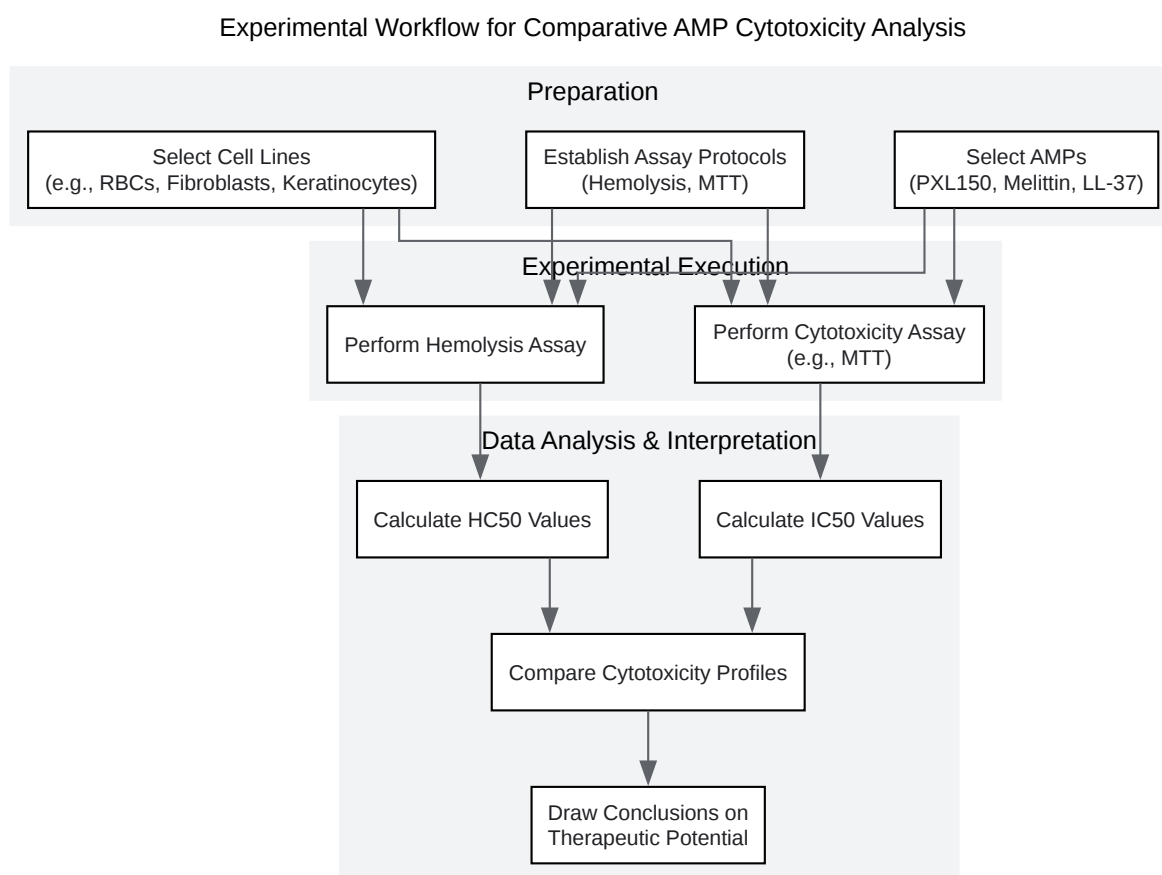 Experimental Workflow for Comparative AMP Cytotoxicity Analysis
Preparation
Select Cell Lines
(e.g., RBCs, Fibroblasts, Keratinocytes)
Establish Assay Protocols
(Hemolysis, MTT)
Select AMPs
(PXL150, Melittin, LL-37)
Experimental Execution
Perform Hemolysis Assay
Perform Cytotoxicity Assay
(e.g., MTT)
Data Analysis & Interpretation
Calculate HC50 Values
Calculate IC50 Values
Compare Cytotoxicity Profiles
Draw Conclusions on
Therapeutic Potential